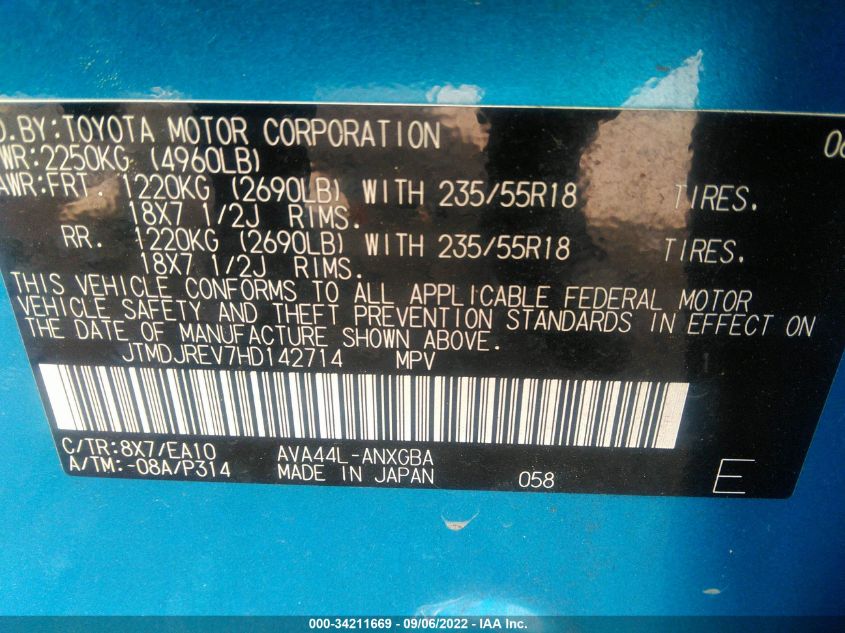 D.BY:TOYOTA MOTOR CORPORATION 06
WR:2250KG (4960LB)
AWR:FRT. 1220KG (2690LB) WITH 235/55R18 TIRES.
18X7 1/2J RIMS.
RR. 1220KG (2690LB) WITH 235/55R18 TIRES.
18X7 1/2J RIMS.
THIS VEHICLE CONFORMS TO ALL APPLICABLE FEDERAL MOTOR
VEHICLE SAFETY AND THEFT PREVENTION STANDARDS IN EFFECT ON
THE DATE OF MANUFACTURE SHOWN ABOVE.
JTMDJREV7HD142714 MPV
C/TR:8X7/EA10 AVA44L-ANXGBA
A/TM:-08A/P314 MADE IN JAPAN 058 E
000-34211669 - 09/06/2022 - IAA Inc.